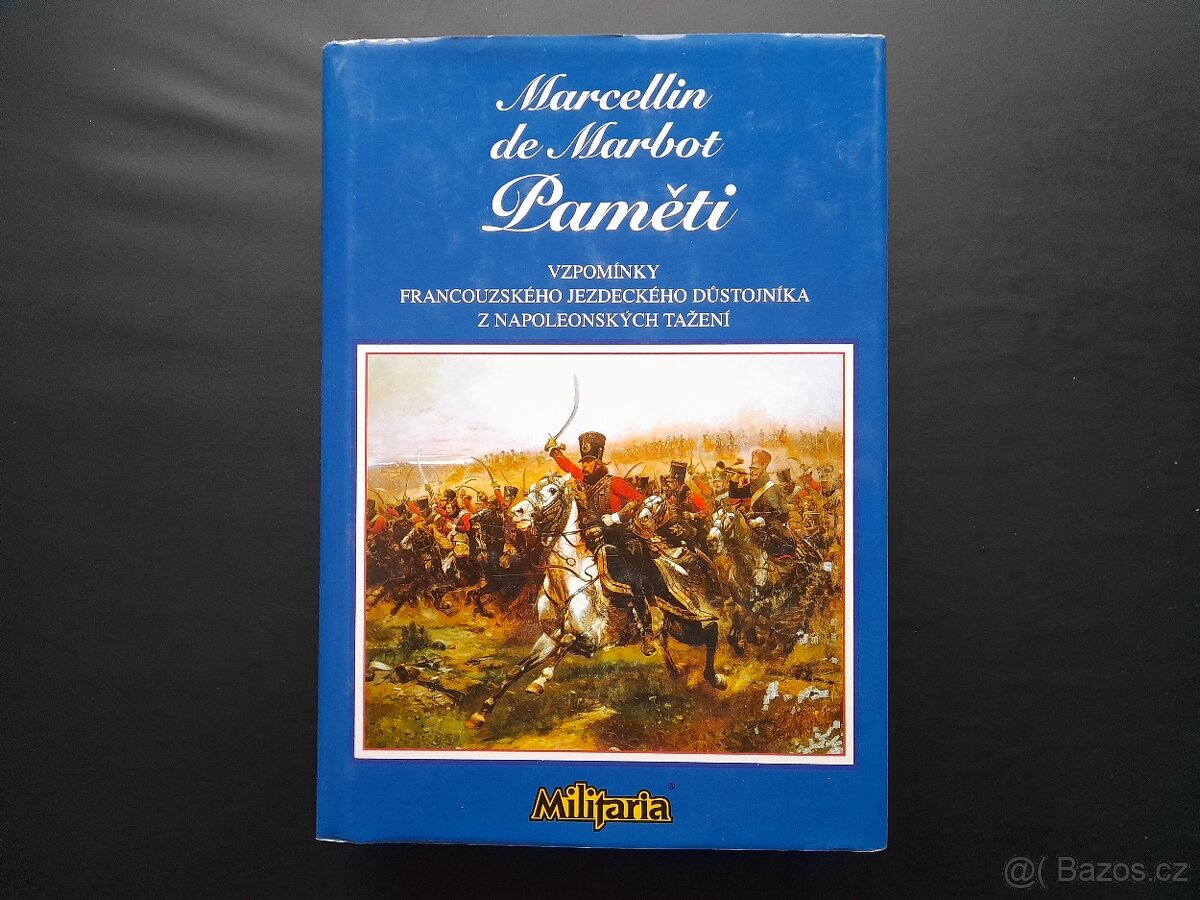 Marcellin
de Marbot
Paměti
VZPOMÍNKY
FRANCOUZSKÉHO JEZDECKÉHO DŮSTOJNÍKA
Z NAPOLEONSKÝCH TAŽENÍ
Militaria®
@( Bazos.cz